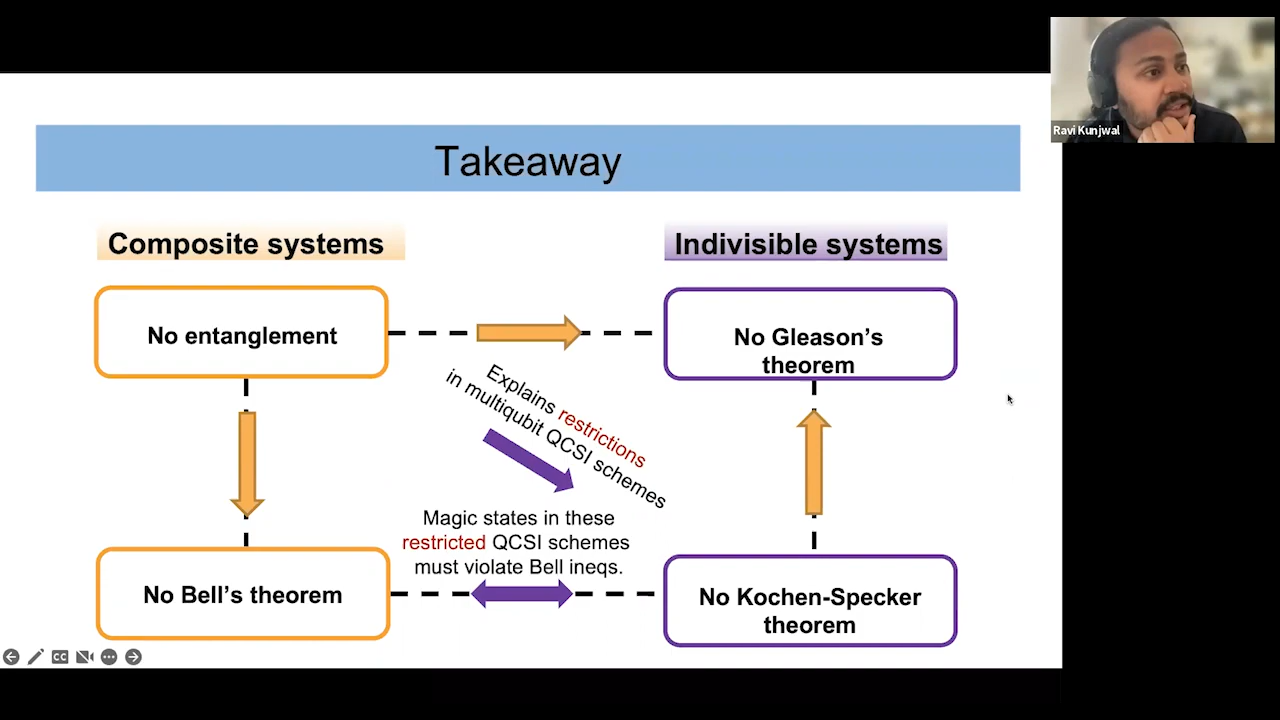 Ravi Kunjwal
Takeaway
Composite systems
Indivisible systems
No entanglement
No Gleason's
theorem
Explains restrictions
in multiqubit QCSI schemes
Magic states in these
restricted QCSI schemes
must violate Bell ineqs.
No Bell's theorem
No Kochen-Specker
theorem
CC